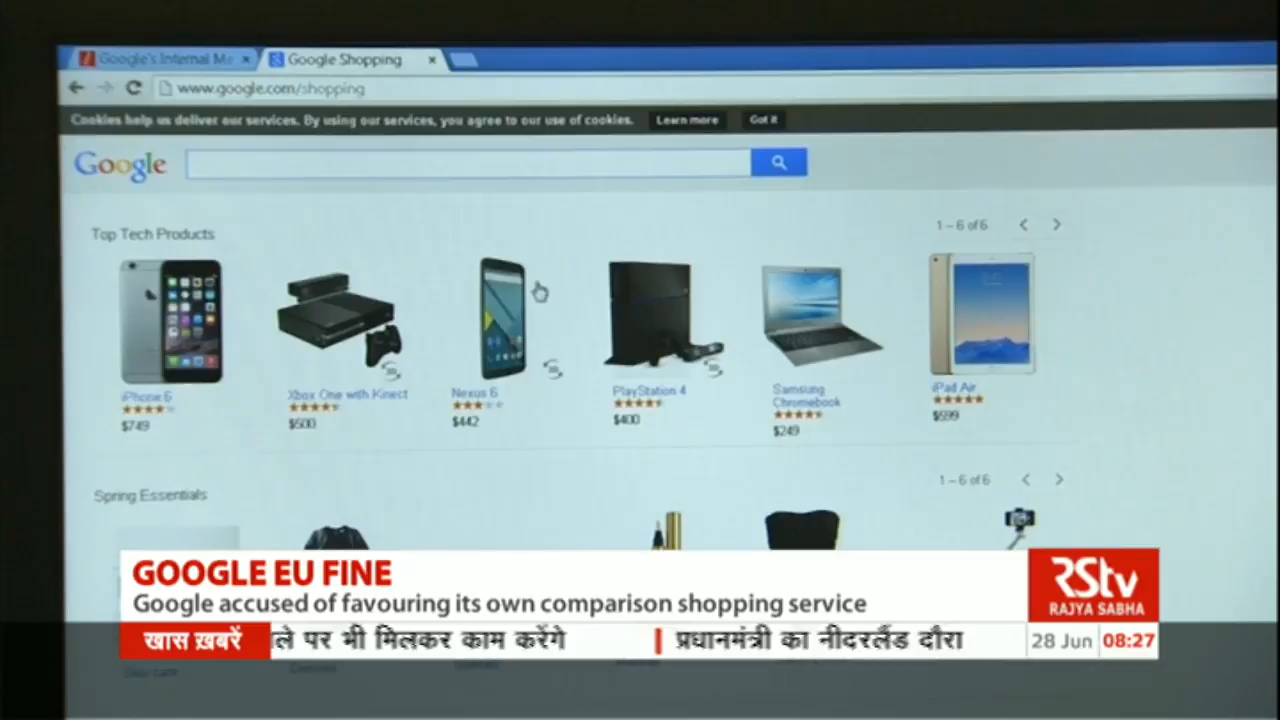 Google's Internal Me
Google Shopping
www.google.com/shopping
Cookies help us deliver our services. By using our services, you agree to our use of cookies. Learn more Got it
Google
Top Tech Products
1 – 6 of 6
iPhone 6
$749
Xbox One with Kinect
$500
Nexus 6
$442
PlayStation 4
$400
Samsung
Chromebook
$249
iPad Air
$599
Spring Essentials
1 – 6 of 6
GOOGLE EU FINE
Google accused of favouring its own comparison shopping service
RStv
RAJYA SABHA
खास ख़बरें
ले पर भी मिलकर काम करेंगे
प्रधानमंत्री का नीदरलैंड दौरा
28 Jun
08:27